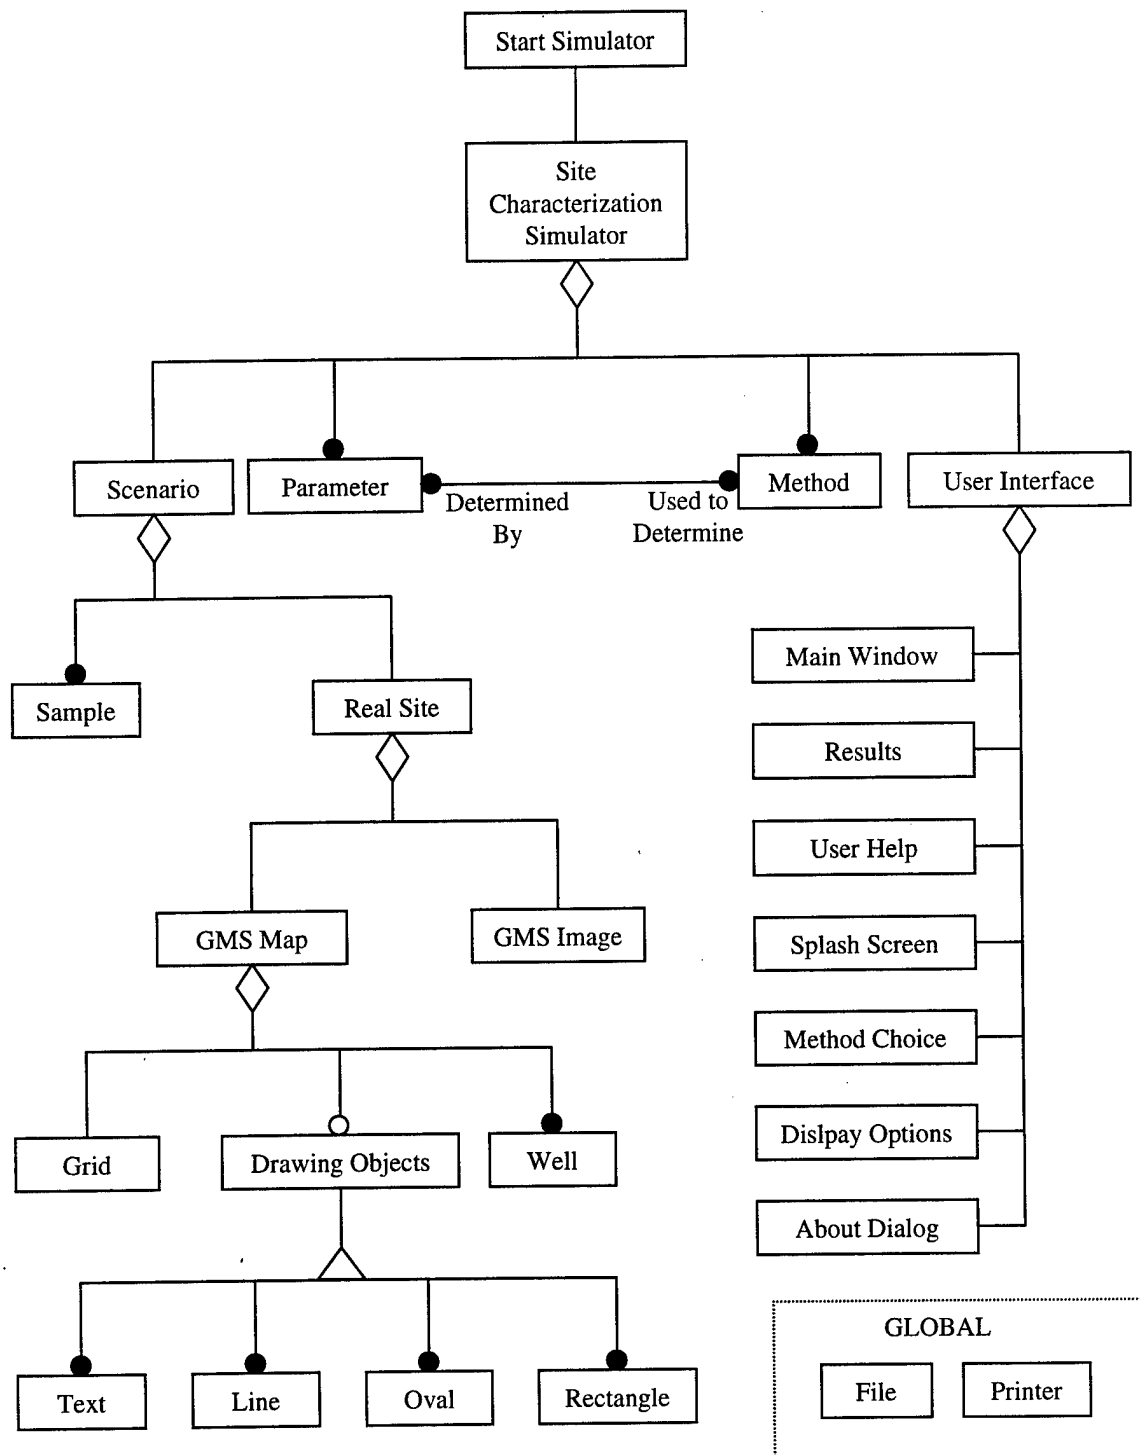 Start Simulator
Site
Characterization
Simulator
Scenario
Parameter
Determined
By
Used to
Determine
Method
User Interface
Sample
Real Site
Main Window
Results
User Help
GMS Map
GMS Image
Splash Screen
Method Choice
Grid
Drawing Objects
Well
Dislpay Options
About Dialog
Text
Line
Oval
Rectangle
GLOBAL
File
Printer